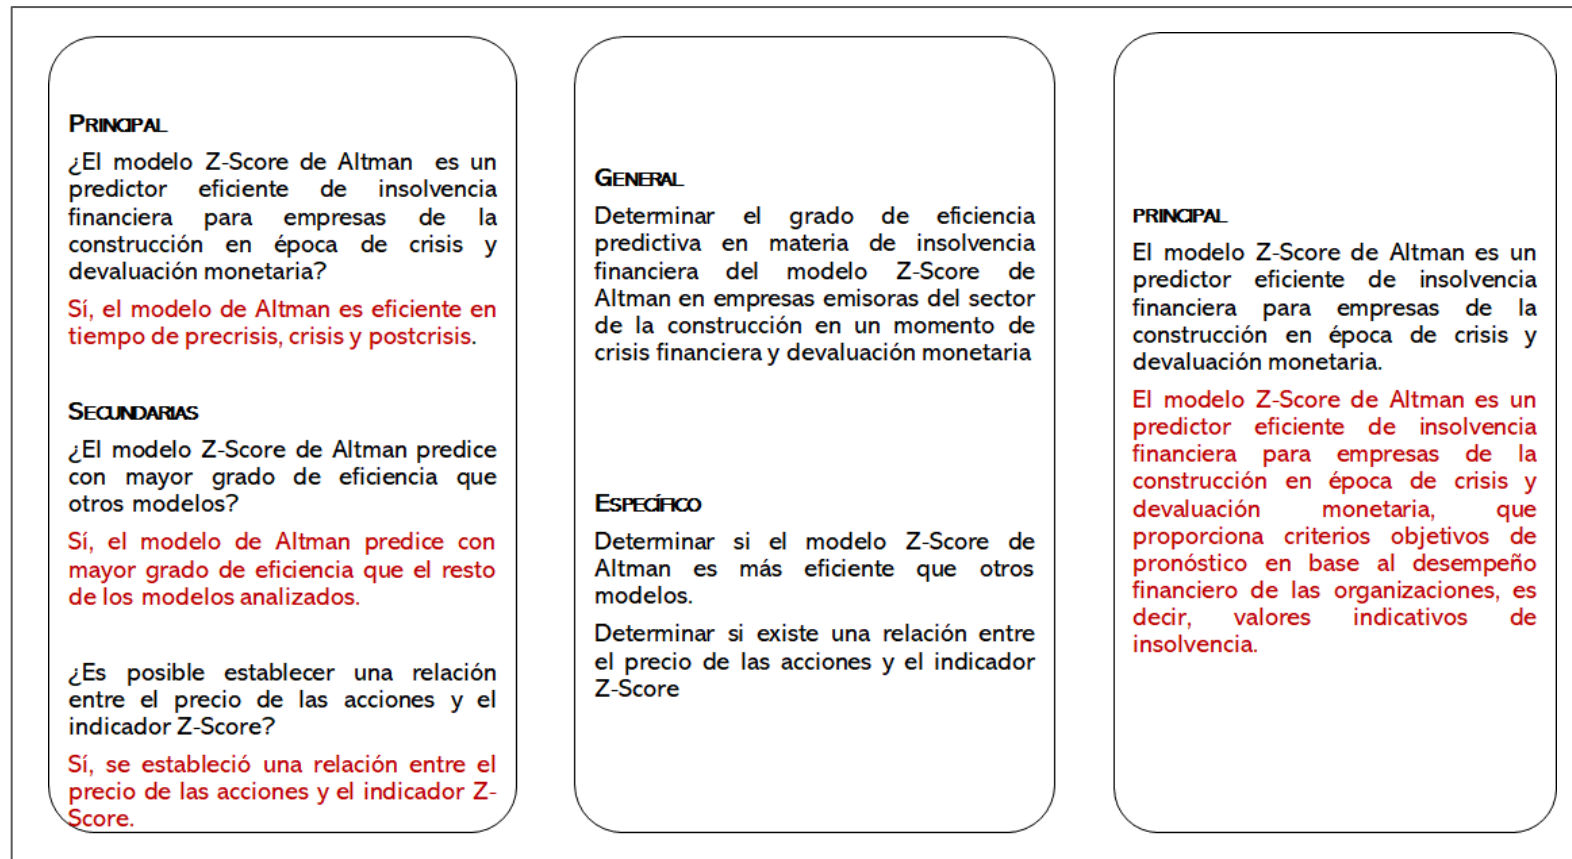 PRINCIPAL
¿El modelo Z-Score de Altman es un
predictor eficiente de insolvencia
financiera para empresas de la
construcción en época de crisis y
devaluación monetaria?
Sí, el modelo de Altman es eficiente en
tiempo de precrisis, crisis y postcrisis.
SECUNDARIAS
¿El modelo Z-Score de Altman predice
con mayor grado de eficiencia que
otros modelos?
Sí, el modelo de Altman predice con
mayor grado de eficiencia que el resto
de los modelos analizados.
¿Es posible establecer una relación
entre el precio de las acciones y el
indicador Z-Score?
Sí, se estableció una relación entre el
precio de las acciones y el indicador Z-
Score.
GENERAL
Determinar el grado de eficiencia
predictiva en materia de insolvencia
financiera del modelo Z-Score de
Altman en empresas emisoras del sector
de la construcción en un momento de
crisis financiera y devaluación monetaria
ESPECÍFICO
Determinar si el modelo Z-Score de
Altman es más eficiente que otros
modelos.
Determinar si existe una relación entre
el precio de las acciones y el indicador
Z-Score
PRINCIPAL
El modelo Z-Score de Altman es un
predictor eficiente de insolvencia
financiera para empresas de la
construcción en época de crisis y
devaluación monetaria.
El modelo Z-Score de Altman es un
predictor eficiente de insolvencia
financiera para empresas de la
construcción en época de crisis y
devaluación monetaria, que
proporciona criterios objetivos de
pronóstico en base al desempeño
financiero de las organizaciones, es
decir, valores indicativos de
insolvencia.